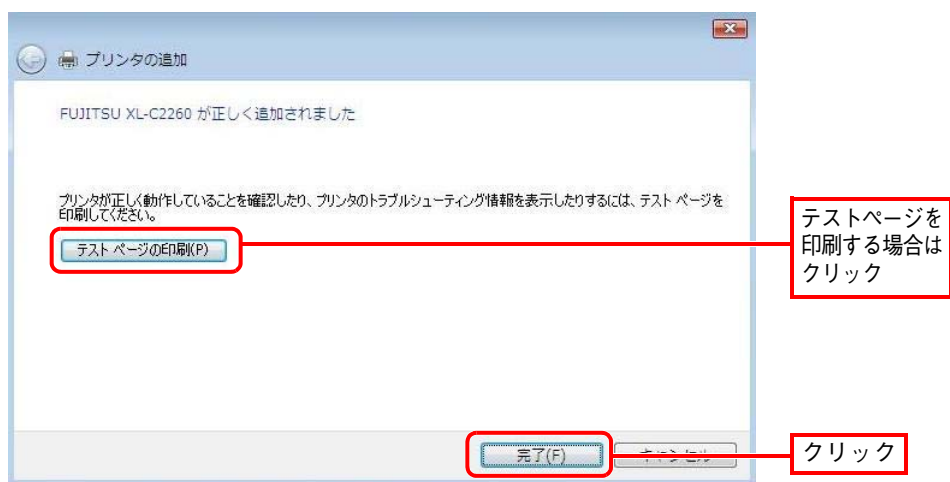 プリンタの追加
FUJITSU XL-C2260 が正しく追加されました
プリンタが正しく動作していることを確認したり、プリンタのトラブルシューティング情報を表示したりするには、テスト ページを
印刷してください。
テスト ページの印刷(P)
テストページを
印刷する場合は
クリック
完了(F)
キャンセル
クリック